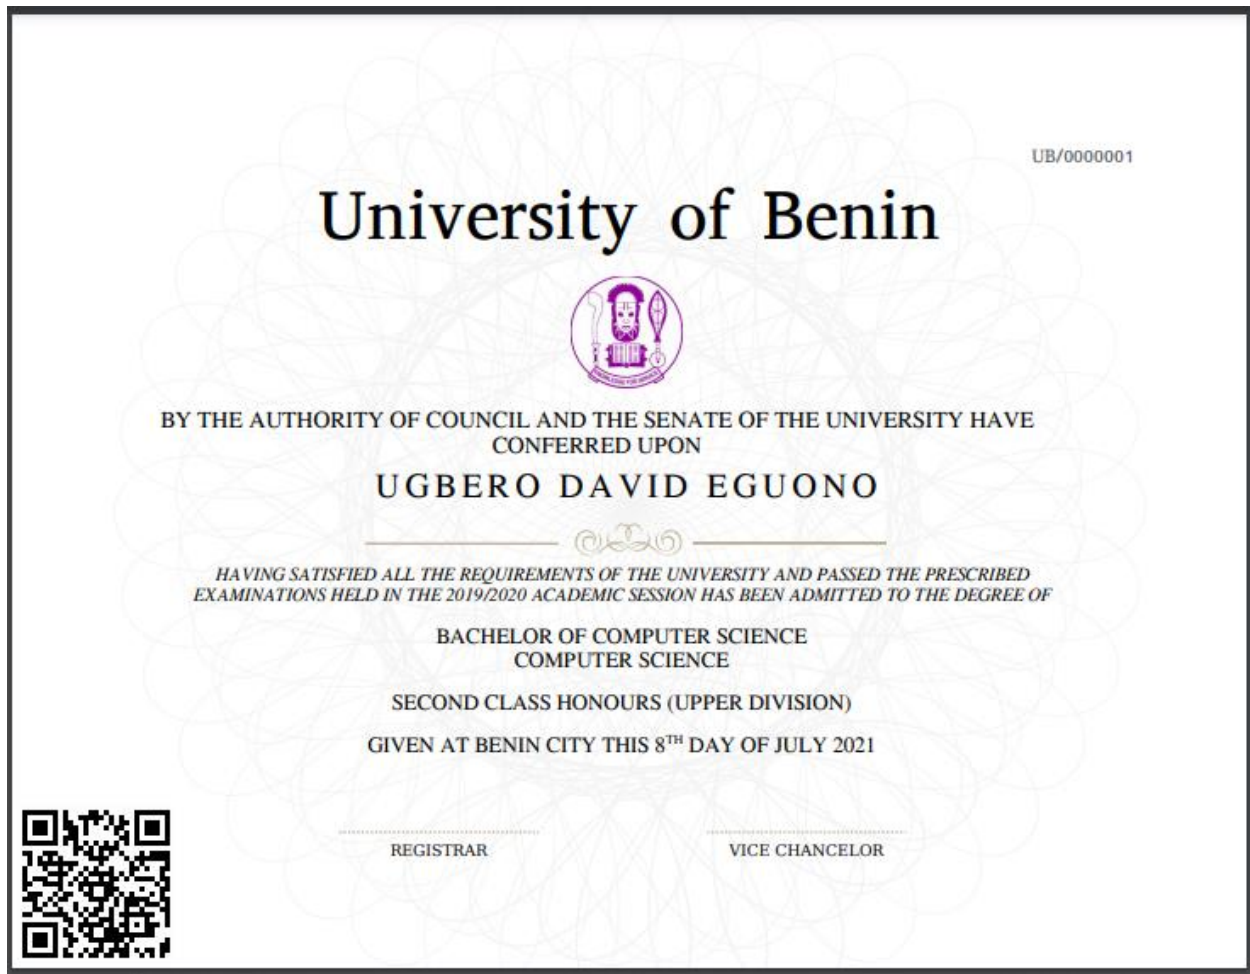 UB/0000001
University of Benin
KNOWLEDGE FOR SERVICE
BY THE AUTHORITY OF COUNCIL AND THE SENATE OF THE UNIVERSITY HAVE
CONFERRED UPON
UGBERO DAVID EGUONO
HAVING SATISFIED ALL THE REQUIREMENTS OF THE UNIVERSITY AND PASSED THE PRESCRIBED
EXAMINATIONS HELD IN THE 2019/2020 ACADEMIC SESSION HAS BEEN ADMITTED TO THE DEGREE OF
BACHELOR OF COMPUTER SCIENCE
COMPUTER SCIENCE
SECOND CLASS HONOURS (UPPER DIVISION)
GIVEN AT BENIN CITY THIS 8TH DAY OF JULY 2021
REGISTRAR
VICE CHANCELOR